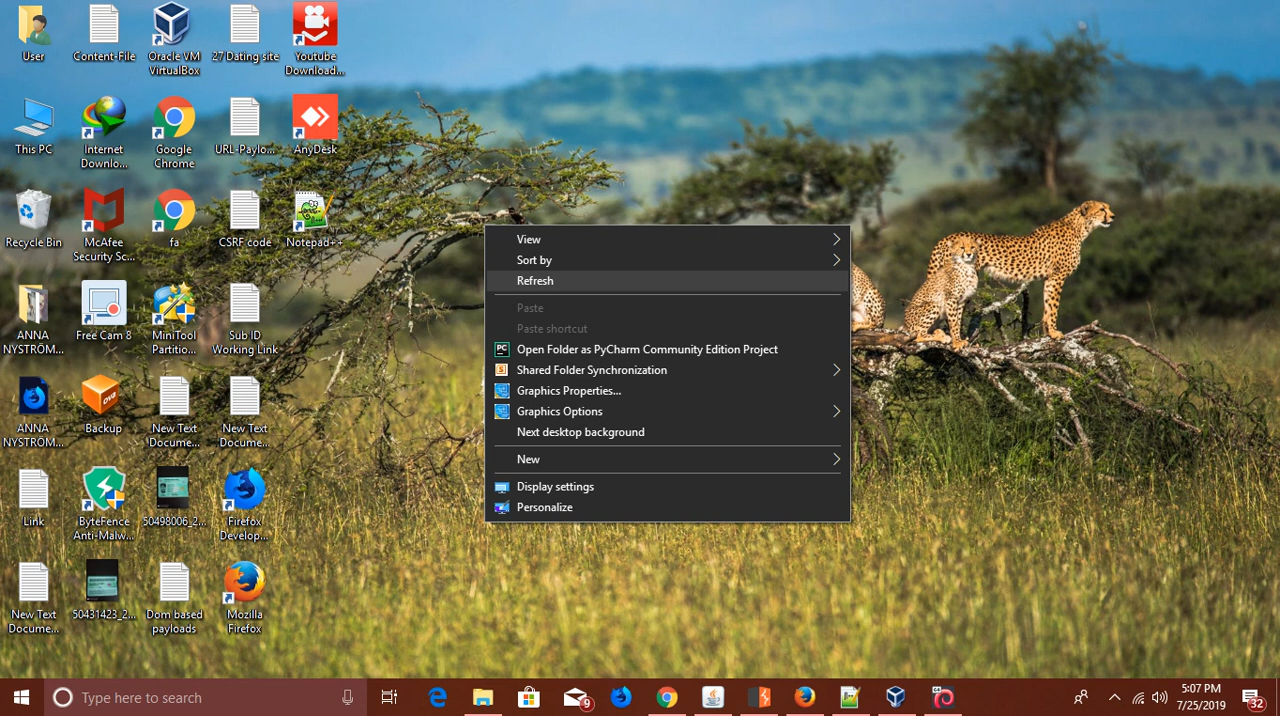 User
Content-File
Oracle VM
VirtualBox
27 Dating site
Youtube
Download...
This PC
Internet
Downlo...
Google
Chrome
URL-Paylo...
AnyDesk
Recycle Bin
McAfee
Security Sc...
fa
CSRF code
Notepad++
ANNA
NYSTRÖM...
Free Cam 8
MiniTool
Partitio...
Sub ID
Working Link
ANNA
NYSTRÖM...
Backup
New Text
Docume...
New Text
Docume...
Link
ByteFence
Anti-Malw...
50498006_2...
Firefox
Develop...
New Text
Docume...
50431423_2...
Dom based
payloads
Mozilla
Firefox
View
Sort by
Refresh
Paste
Paste shortcut
PC
Open Folder as PyCharm Community Edition Project
Shared Folder Synchronization
Graphics Properties...
Graphics Options
Next desktop background
New
Display settings
Personalize
Type here to search
9
5:07 PM
7/25/2019
32